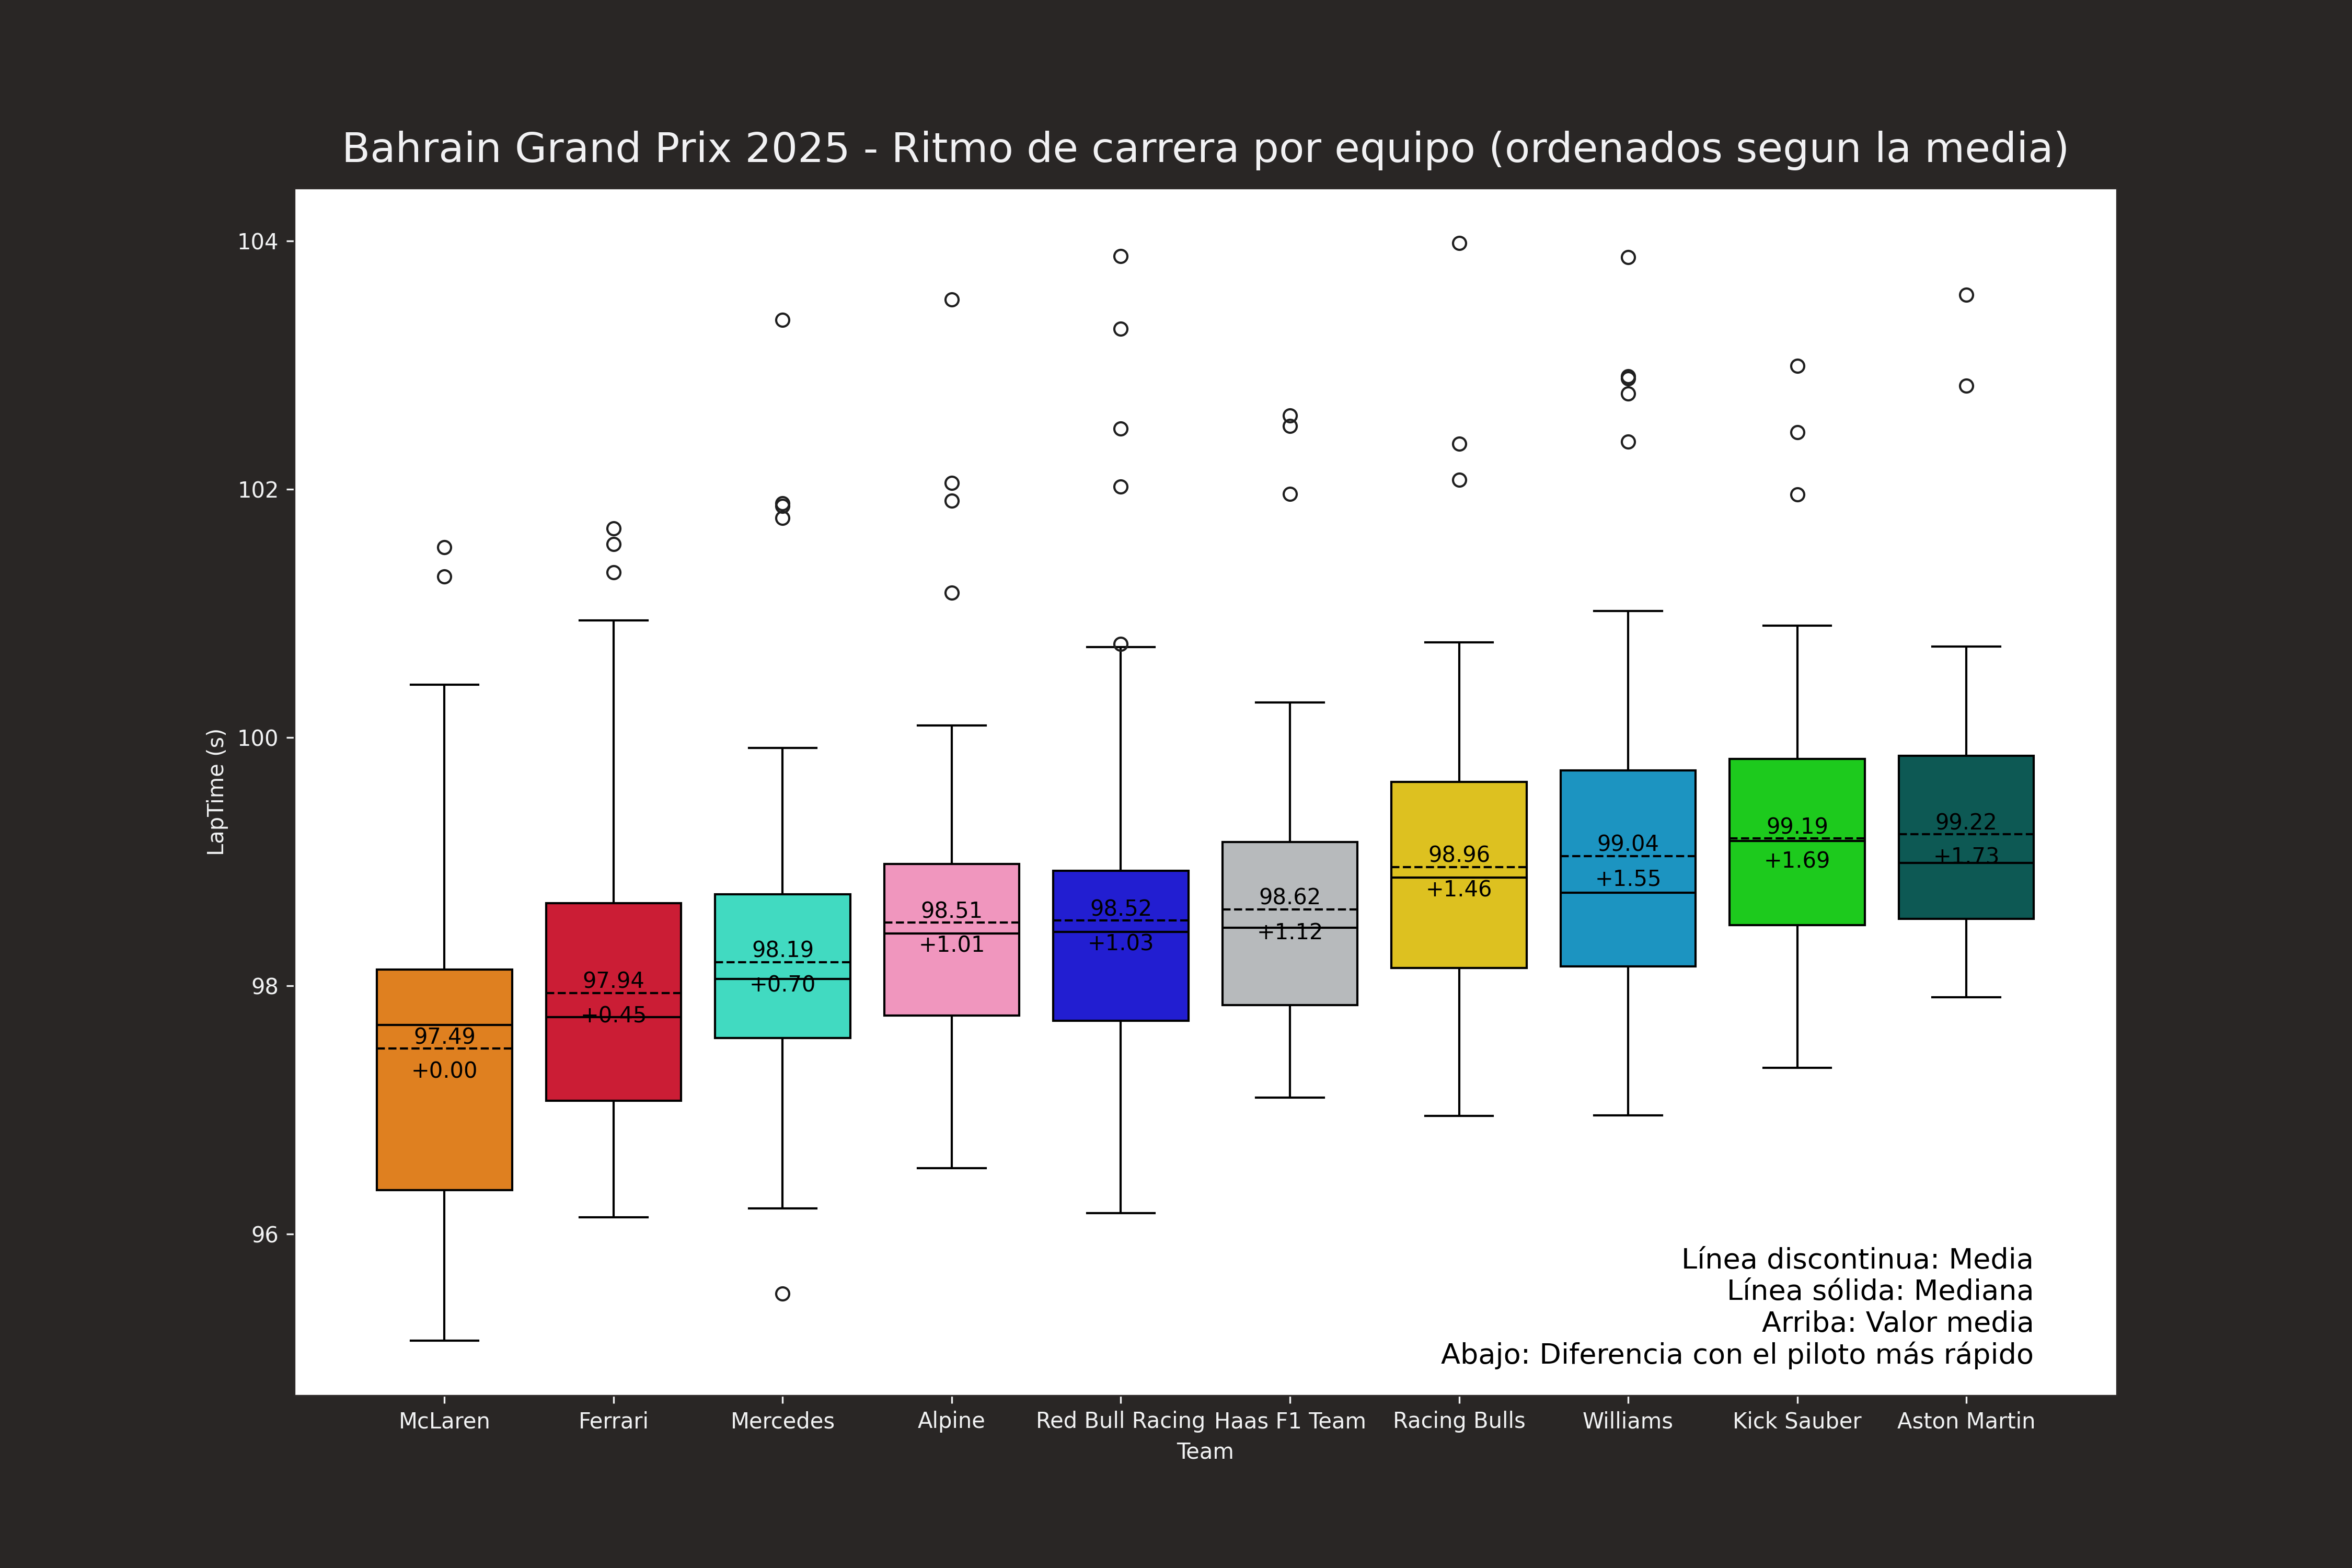 Bahrain Grand Prix 2025 - Ritmo de carrera por equipo (ordenados segun la media)
LapTime (s)
104
102
100
98
96
97.49
+0.00
97.94
+0.45
98.19
+0.70
98.51
+1.01
98.52
+1.03
98.62
+1.12
98.96
+1.46
99.04
+1.55
99.19
+1.69
99.22
+1.73
Línea discontinua: Media
Línea sólida: Mediana
Arriba: Valor media
Abajo: Diferencia con el piloto más rápido
McLaren
Ferrari
Mercedes
Alpine
Red Bull Racing
Haas F1 Team
Racing Bulls
Williams
Kick Sauber
Aston Martin
Team